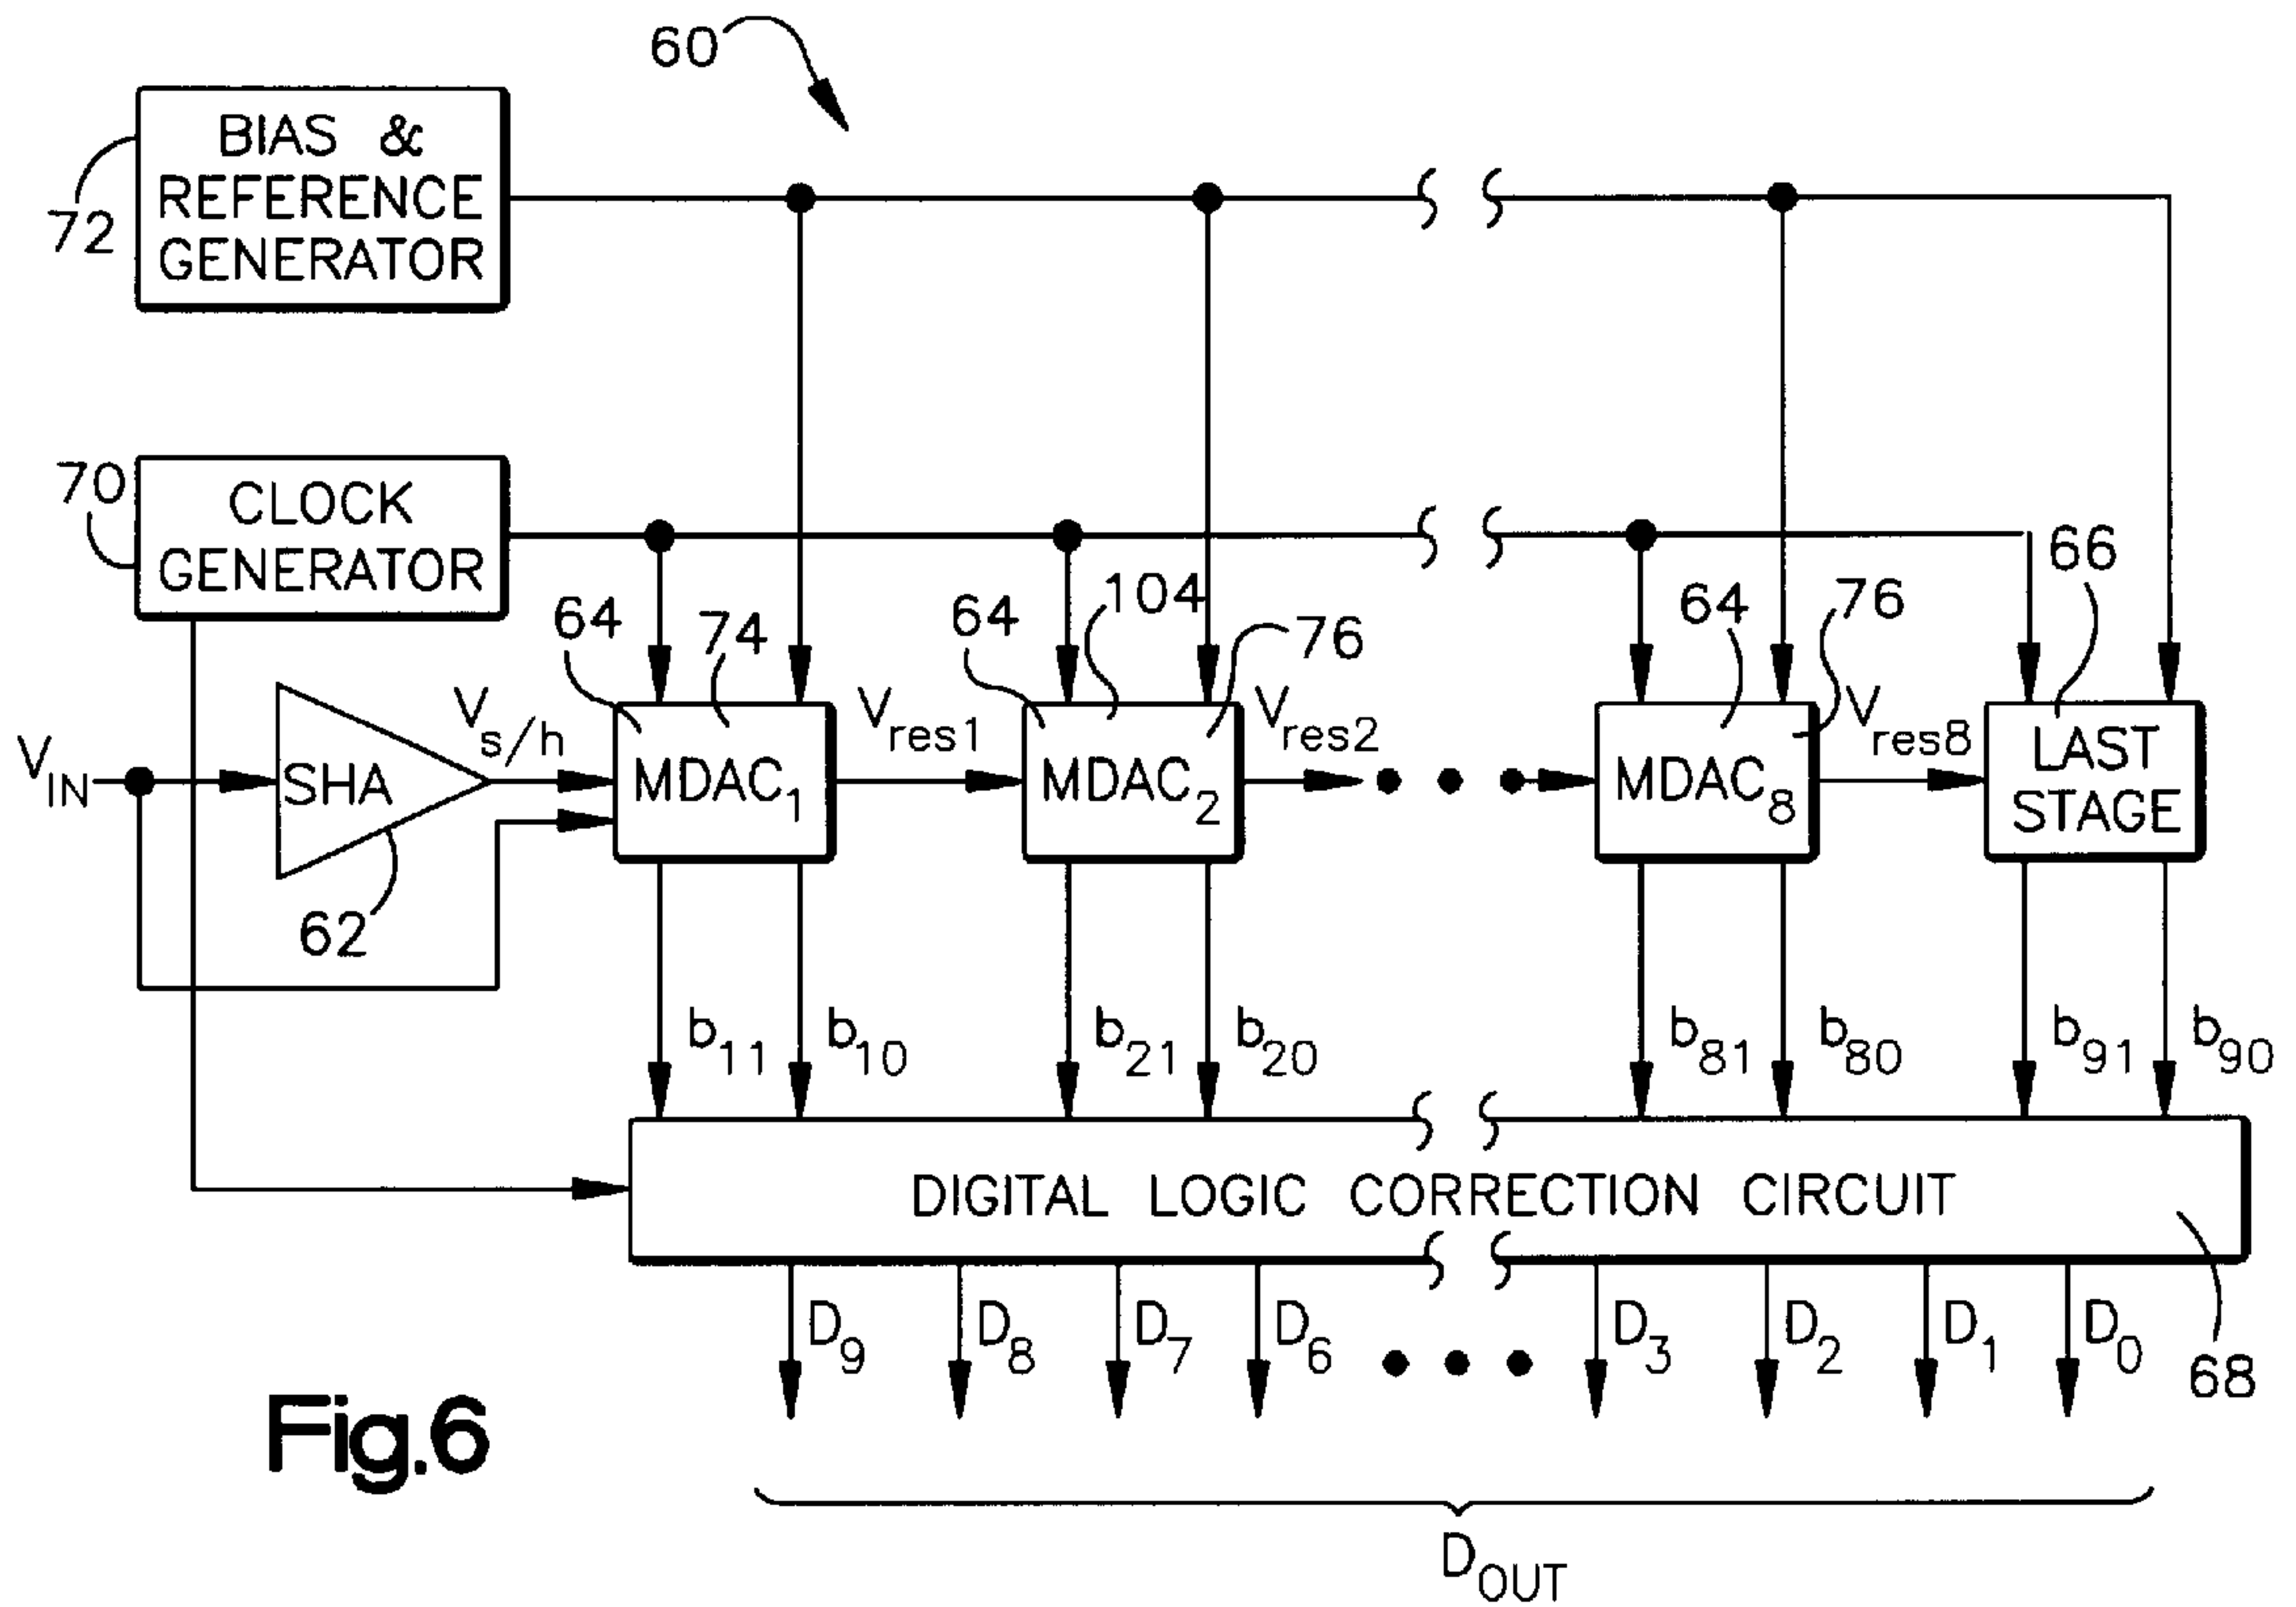 60
BIAS &
REFERENCE
GENERATOR
72
70
CLOCK
GENERATOR
64
74
64
104
76
64
76
66
V_IN
SHA
62
V_s/h
MDAC_1
V_res1
MDAC_2
V_res2
MDAC_8
V_res8
LAST
STAGE
b_11 b_10 b_21 b_20 b_81 b_80 b_91 b_90
DIGITAL LOGIC CORRECTION CIRCUIT
68
D_9 D_8 D_7 D_6 D_3 D_2 D_1 D_0
D_OUT
Fig.6